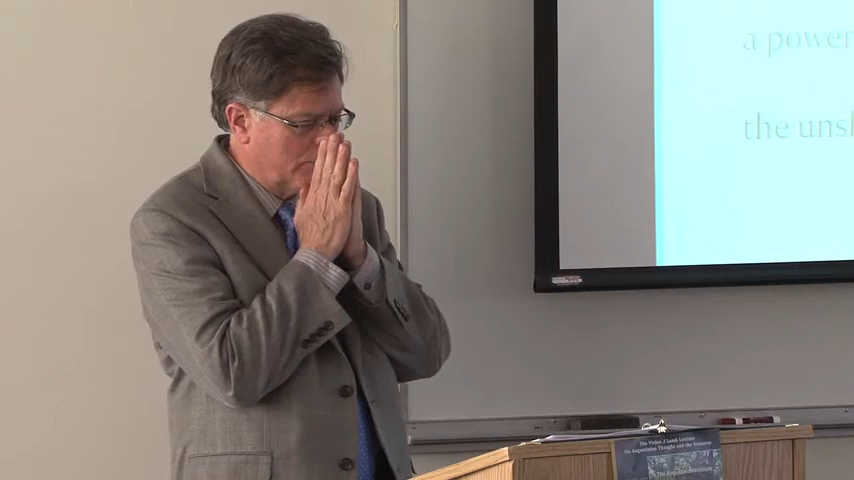 a power
the unsh
The Vivian J Lamb Lecture
On Augustinian Thought and the Sciences
The Augustinian Institute